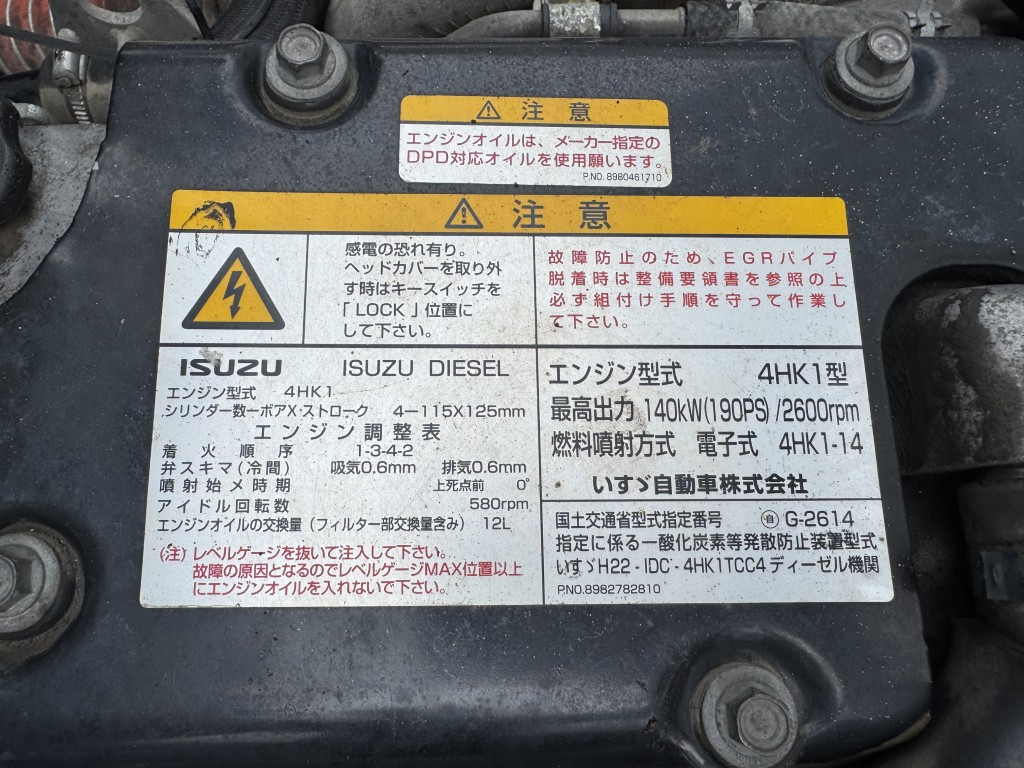 ⚠ 注意
エンジンオイルは、メーカー指定の
DPD対応オイルを使用願います。
P.NO. 8980461710
⚠ 注意
感電の恐れ有り。
ヘッドカバーを取り外
す時はキースイッチを
「LOCK」位置に
して下さい。
故障防止のため、EGRパイプ
脱着時は整備要領書を参照の上
必ず組付け手順を守って作業し
て下さい。
ISUZU ISUZU DIESEL
エンジン型式 4HK1
シリンダー数ーボアX・ストローク 4ー115X125mm
エンジン調整表
着火順序 1-3-4-2
弁スキマ(冷間) 吸気0.6mm 排気0.6mm
噴射始メ時期 上死点前 0°
アイドル回転数 580rpm
エンジンオイルの交換量(フィルター部交換量含み) 12L
(注) レベルゲージを抜いて注入して下さい。
故障の原因となるのでレベルゲージMAX位置以上
にエンジンオイルを入れないで下さい。
エンジン型式 4HK1型
最高出力 140kW(190PS)/2600rpm
燃料噴射方式 電子式 4HK1-14
いすゞ自動車株式会社
国土交通省型式指定番号 ㊀自 G-2614
指定に係る一酸化炭素等発散防止装置型式
いすゞH22-IDC-4HK1TCC4ディーゼル機関
P.NO.8982782810